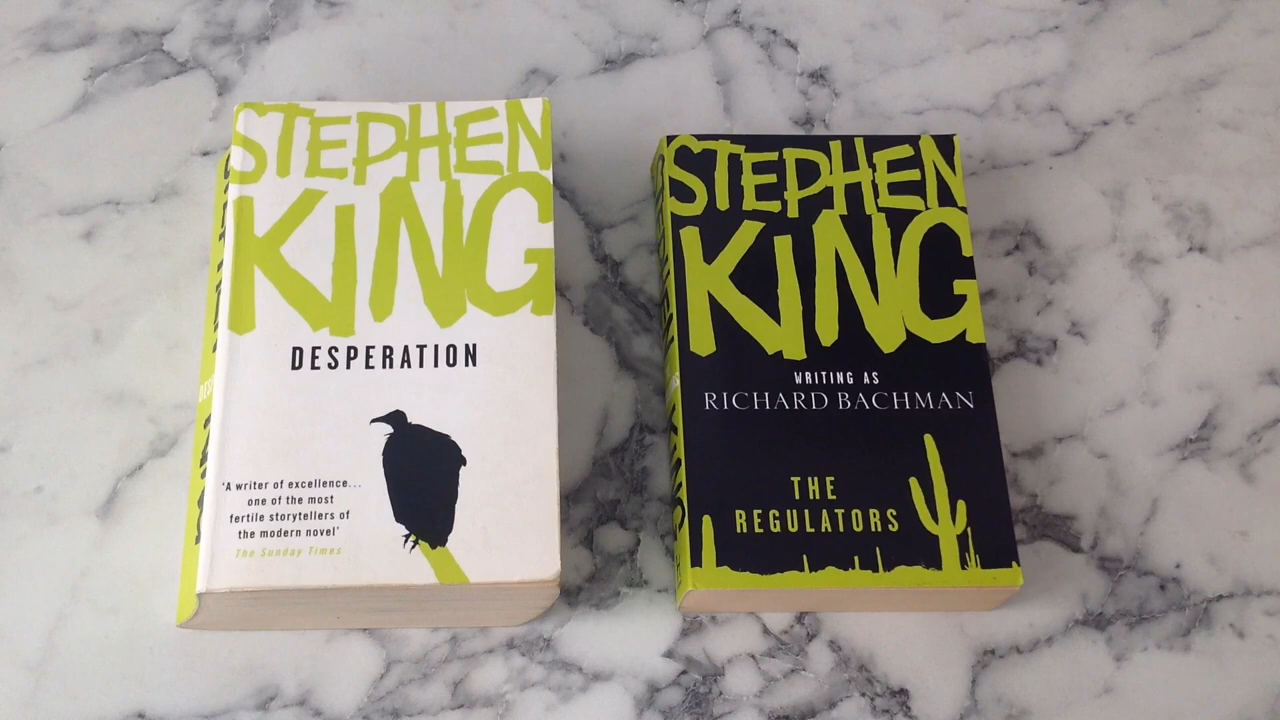 STEPHEN
KING
DESPERATION
'A writer of excellence...
one of the most
fertile storytellers of
the modern novel'
The Sunday Times
STEPHEN
KING
WRITING AS
RICHARD BACHMAN
THE
REGULATORS